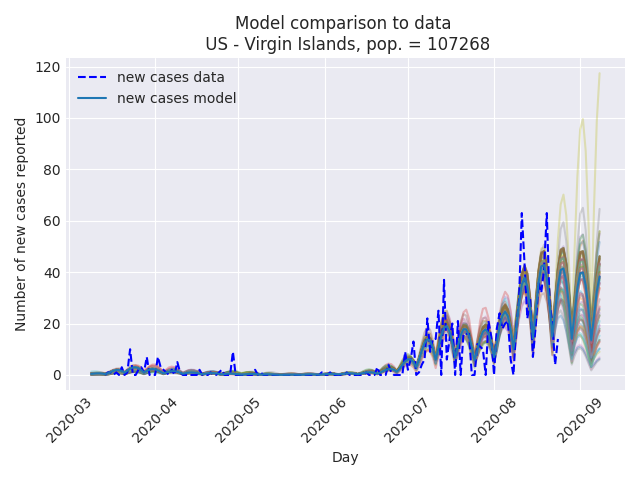 Model comparison to data
US - Virgin Islands, pop. = 107268
new cases data
new cases model
Number of new cases reported
120
100
80
60
40
20
0
2020-03
2020-04
2020-05
2020-06
2020-07
2020-08
2020-09
Day